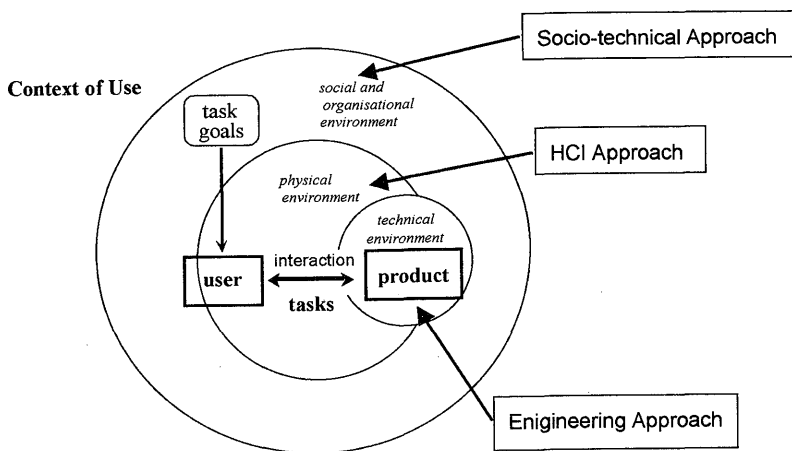 Socio-technical Approach
Context of Use
social and
organisational
environment
task
goals
HCI Approach
physical
environment
technical
environment
interaction
user
product
tasks
Enigineering Approach